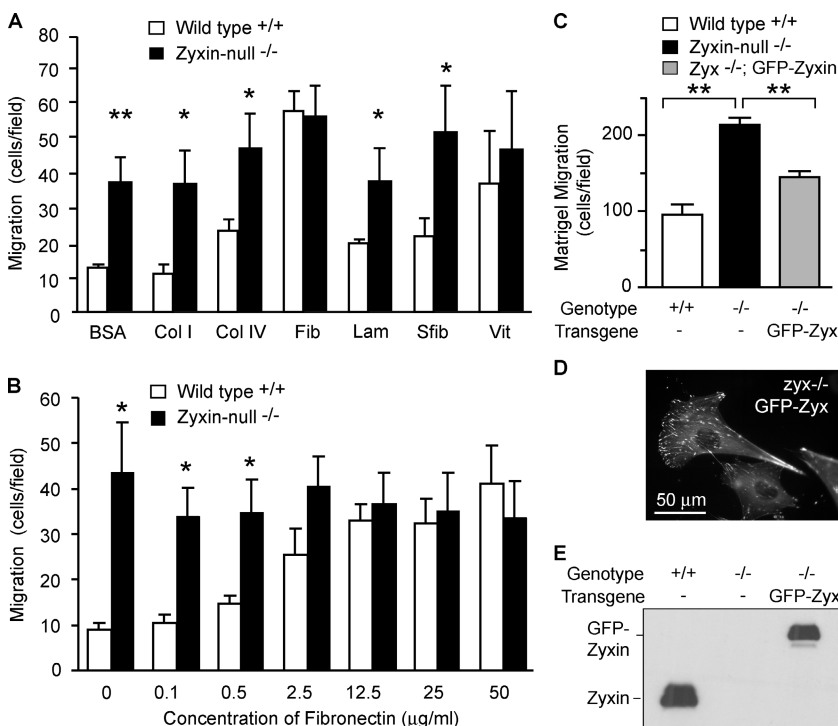 A
Wild type +/+
Zyxin-null -/-
Migration (cells/field)
80
70
60
50
40
30
20
10
0
** * * * *
BSA Col I Col IV Fib Lam Sfib Vit
B
Wild type +/+
Zyxin-null -/-
Migration (cells/field)
60
50
40
30
20
10
0
* * *
0 0.1 0.5 2.5 12.5 25 50
Concentration of Fibronectin (μg/ml)
C
Wild type +/+
Zyxin-null -/-
Zyx -/-; GFP-Zyxin
** **
Matrigel Migration
(cells/field)
200
100
0
Genotype +/+ -/- -/-
Transgene - - GFP-Zyx
D
zyx-/-
GFP-Zyx
50 μm
E
Genotype +/+ -/- -/-
Transgene - - GFP-Zyx
GFP-
Zyxin
Zyxin